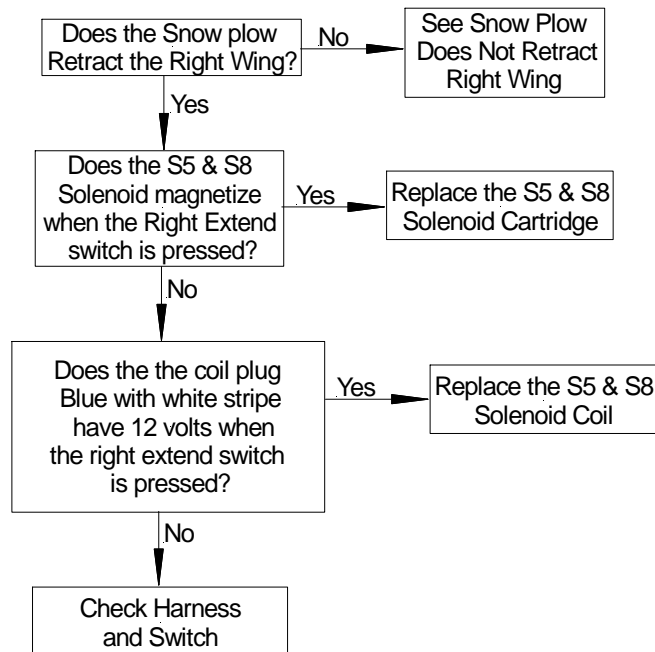 Does the Snow plow
Retract the Right Wing?
No
See Snow Plow
Does Not Retract
Right Wing
Yes
Does the S5 & S8
Solenoid magnetize
when the Right Extend
switch is pressed?
Yes
Replace the S5 & S8
Solenoid Cartridge
No
Does the the coil plug
Blue with white stripe
have 12 volts when
the right extend switch
is pressed?
Yes
Replace the S5 & S8
Solenoid Coil
No
Check Harness
and Switch